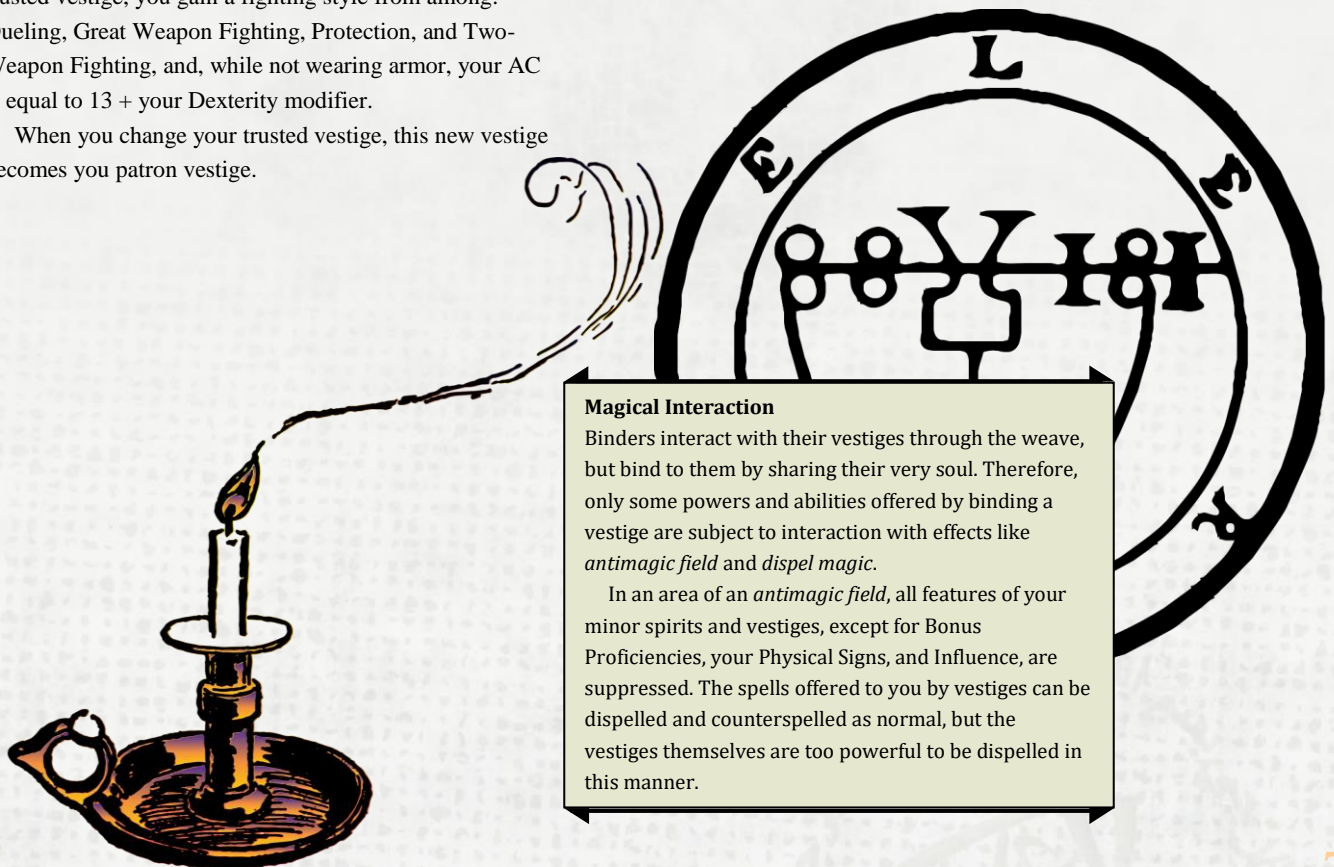 trusted vestige, you gain a fighting style from among:
Dueling, Great Weapon Fighting, Protection, and Two-
Weapon Fighting, and, while not wearing armor, your AC
equal to 13 + your Dexterity modifier.
When you change your trusted vestige, this new vestige
becomes you patron vestige.
L
E
E
R
Magical Interaction
Binders interact with their vestiges through the weave,
but bind to them by sharing their very soul. Therefore,
only some powers and abilities offered by binding a
vestige are subject to interaction with effects like
antimagic field and dispel magic.
In an area of an antimagic field, all features of your
minor spirits and vestiges, except for Bonus
Proficiencies, your Physical Signs, and Influence, are
suppressed. The spells offered to you by vestiges can be
dispelled and counterspelled as normal, but the
vestiges themselves are too powerful to be dispelled in
this manner.